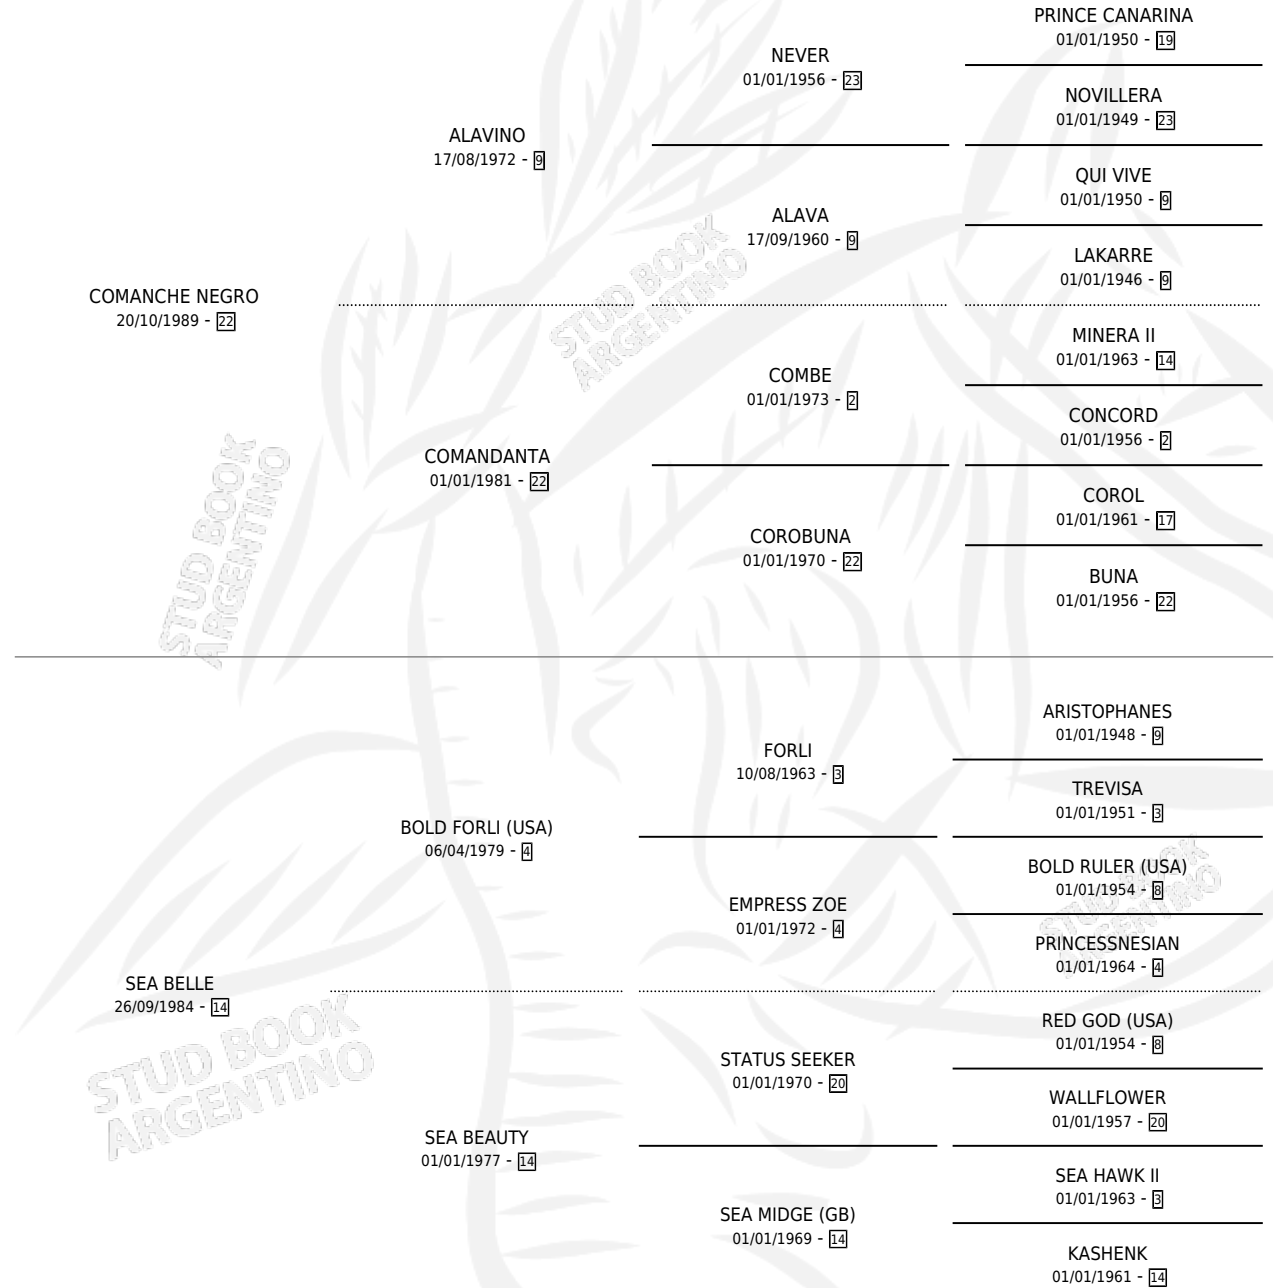 PRINCE CANARINA
01/01/1950 - 19
NEVER
01/01/1956 - 23
NOVILLERA
01/01/1949 - 23
ALAVINO
17/08/1972 - 9
QUI VIVE
01/01/1950 - 9
ALAVA
17/09/1960 - 9
LAKARRE
01/01/1946 - 9
COMANCHE NEGRO
20/10/1989 - 22
MINERA II
01/01/1963 - 14
COMBE
01/01/1973 - 2
CONCORD
01/01/1956 - 2
COMANDANTA
01/01/1981 - 22
COROL
01/01/1961 - 17
COROBUNA
01/01/1970 - 22
BUNA
01/01/1956 - 22
ARISTOPHANES
01/01/1948 - 9
FORLI
10/08/1963 - 3
TREVISA
01/01/1951 - 3
BOLD FORLI (USA)
06/04/1979 - 4
BOLD RULER (USA)
01/01/1954 - 8
EMPRESS ZOE
01/01/1972 - 4
PRINCESSNESIAN
01/01/1964 - 4
SEA BELLE
26/09/1984 - 14
RED GOD (USA)
01/01/1954 - 8
STATUS SEEKER
01/01/1970 - 20
WALLFLOWER
01/01/1957 - 20
SEA BEAUTY
01/01/1977 - 14
SEA HAWK II
01/01/1963 - 3
SEA MIDGE (GB)
01/01/1969 - 14
KASHENK
01/01/1961 - 14
STUD BOOK
ARGENTINO
STUD BOOK
ARGENTINO
STUD BOOK
ARGENTINO
STUD BOOK
ARGENTINO